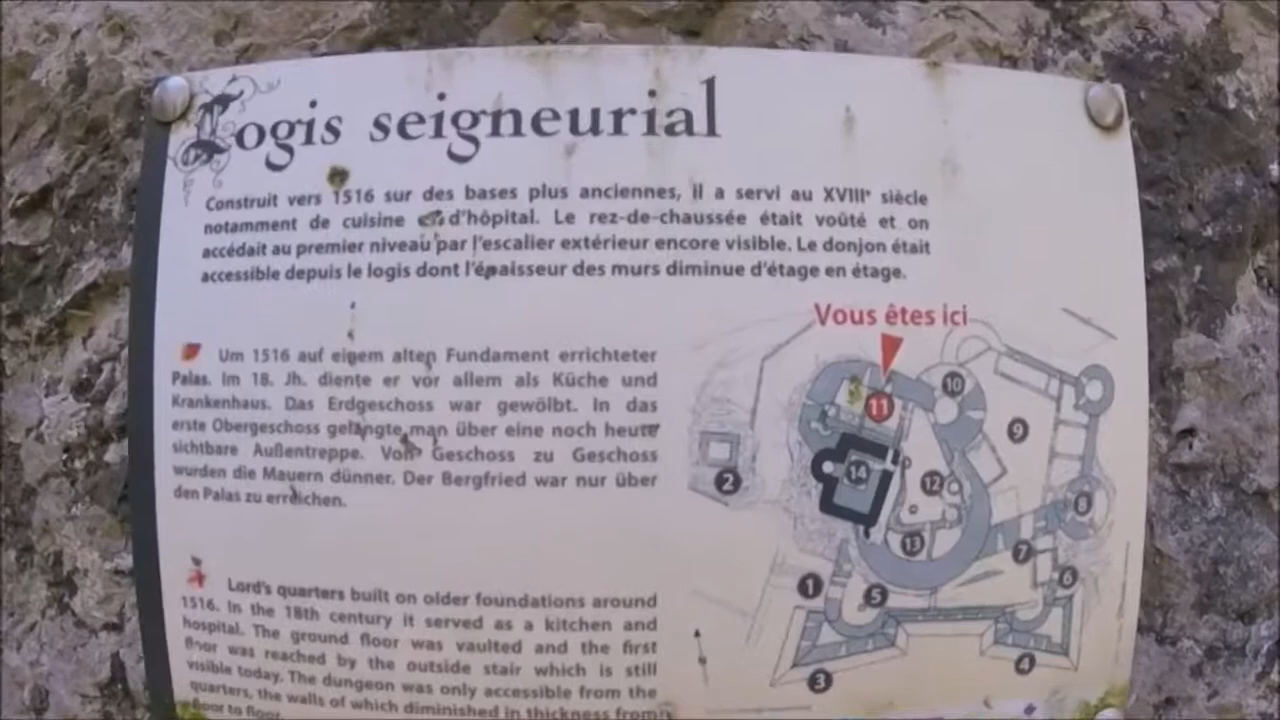 Logis seigneurial
Construit vers 1516 sur des bases plus anciennes, il a servi au XVIIIᵉ siècle
notamment de cuisine et d'hôpital. Le rez-de-chaussée était voûté et on
accédait au premier niveau par l'escalier extérieur encore visible. Le donjon était
accessible depuis le logis dont l'épaisseur des murs diminue d'étage en étage.
Um 1516 auf einem alten Fundament errichteter
Palas. Im 18. Jh. diente er vor allem als Küche und
Krankenhaus. Das Erdgeschoss war gewölbt. In das
erste Obergeschoss gelangte man über eine noch heute
sichtbare Außentreppe. Von Geschoss zu Geschoss
wurden die Mauern dünner. Der Bergfried war nur über
den Palas zu erreichen.
Lord's quarters built on older foundations around
1516. In the 18th century it served as a kitchen and
hospital. The ground floor was vaulted and the first
floor was reached by the outside stair which is still
visible today. The dungeon was only accessible from the
quarters, the walls of which diminished in thickness from
floor to floor.
Vous êtes ici
10
11
9
14
2
12
8
13
7
1
5
6
4
3